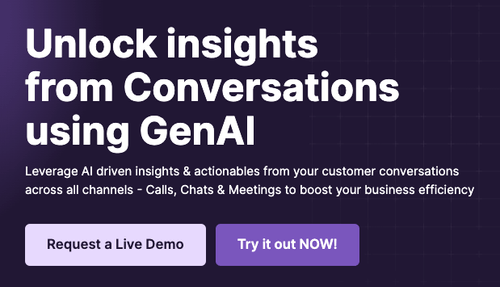 Unlock insights
from Conversations
using GenAI
Leverage AI driven insights & actionables from your customer conversations
across all channels - Calls, Chats & Meetings to boost your business efficiency
Request a Live Demo
Try it out NOW!